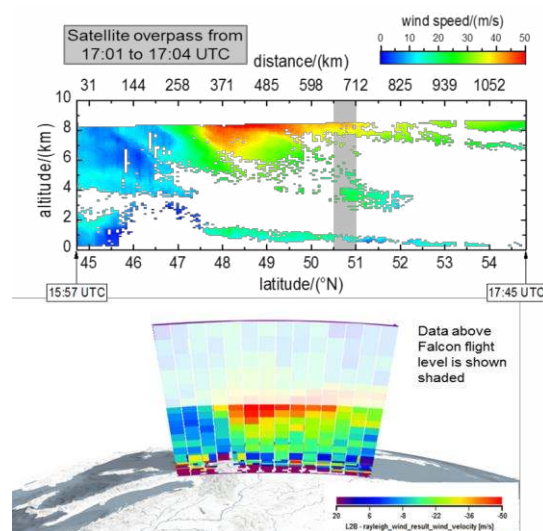 Satellite overpass from
17:01 to 17:04 UTC
wind speed/(m/s)
0 10 20 30 40 50
distance/(km)
31 144 258 371 485 598 712 825 939 1052
altitude/(km)
10
8
6
4
2
0
45 46 47 48 49 50 51 52 53 54
latitude/(°N)
15:57 UTC
17:45 UTC
Data above
Falcon flight
level is shown
shaded
20 6 -8 -22 -36 -50
L2B - rayleigh_wind_result_wind_velocity [m/s]